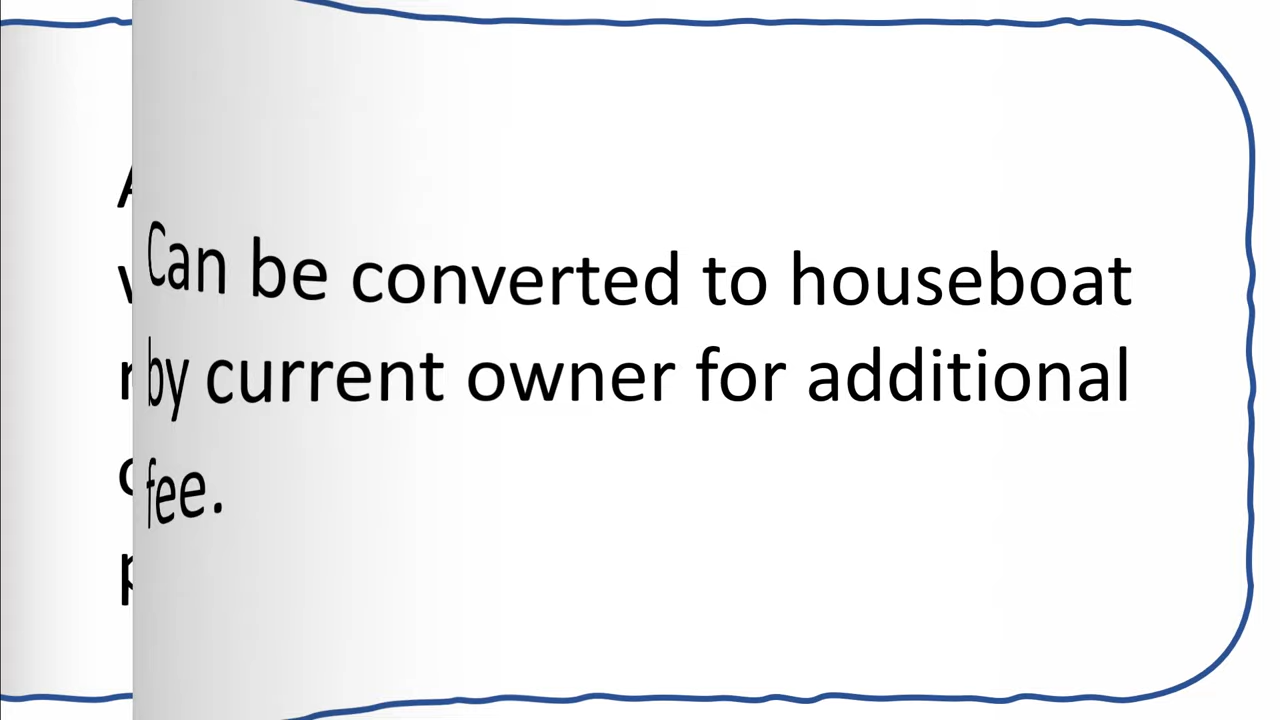 Can be converted to houseboat
by current owner for additional
fee.